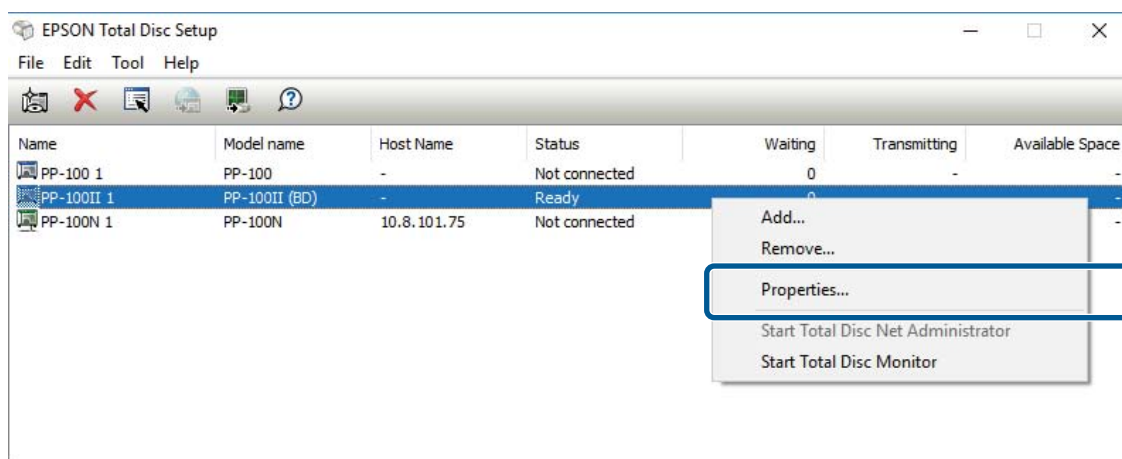 EPSON Total Disc Setup
File Edit Tool Help
Name Model name Host Name Status Waiting Transmitting Available Space
PP-100 1 PP-100 - Not connected 0 - -
PP-100II 1 PP-100II (BD) - Ready 0 -
PP-100N 1 PP-100N 10.8.101.75 Not connected -
Add...
Remove...
Properties...
Start Total Disc Net Administrator
Start Total Disc Monitor